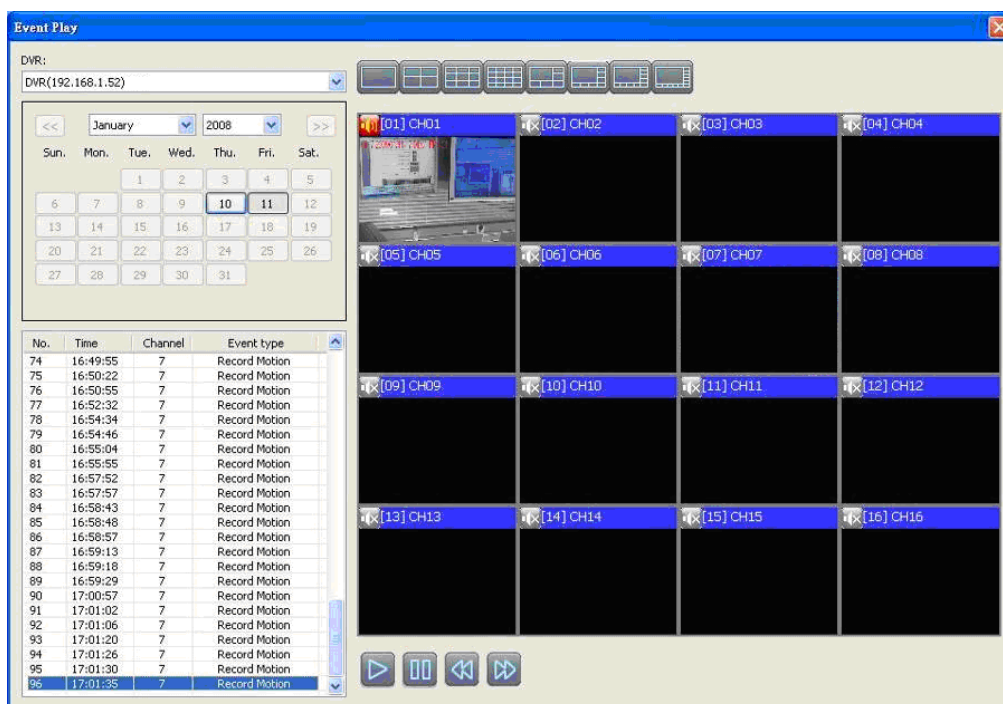 Event Play
DVR:
DVR(192.168.1.52)
<< January 2008 >>
Sun. Mon. Tue. Wed. Thu. Fri. Sat.
1 2 3 4 5
6 7 8 9 10 11 12
13 14 15 16 17 18 19
20 21 22 23 24 25 26
27 28 29 30 31
No. Time Channel Event type
74 16:49:55 7 Record Motion
75 16:50:22 7 Record Motion
76 16:50:55 7 Record Motion
77 16:52:32 7 Record Motion
78 16:54:34 7 Record Motion
79 16:54:46 7 Record Motion
80 16:55:04 7 Record Motion
81 16:55:55 7 Record Motion
82 16:57:52 7 Record Motion
83 16:57:57 7 Record Motion
84 16:58:43 7 Record Motion
85 16:58:48 7 Record Motion
86 16:58:57 7 Record Motion
87 16:59:13 7 Record Motion
88 16:59:18 7 Record Motion
89 16:59:29 7 Record Motion
90 17:00:57 7 Record Motion
91 17:01:02 7 Record Motion
92 17:01:06 7 Record Motion
93 17:01:20 7 Record Motion
94 17:01:26 7 Record Motion
95 17:01:30 7 Record Motion
96 17:01:35 7 Record Motion
[01] CH01 [02] CH02 [03] CH03 [04] CH04
[05] CH05 [06] CH06 [07] CH07 [08] CH08
[09] CH09 [10] CH10 [11] CH11 [12] CH12
[13] CH13 [14] CH14 [15] CH15 [16] CH16